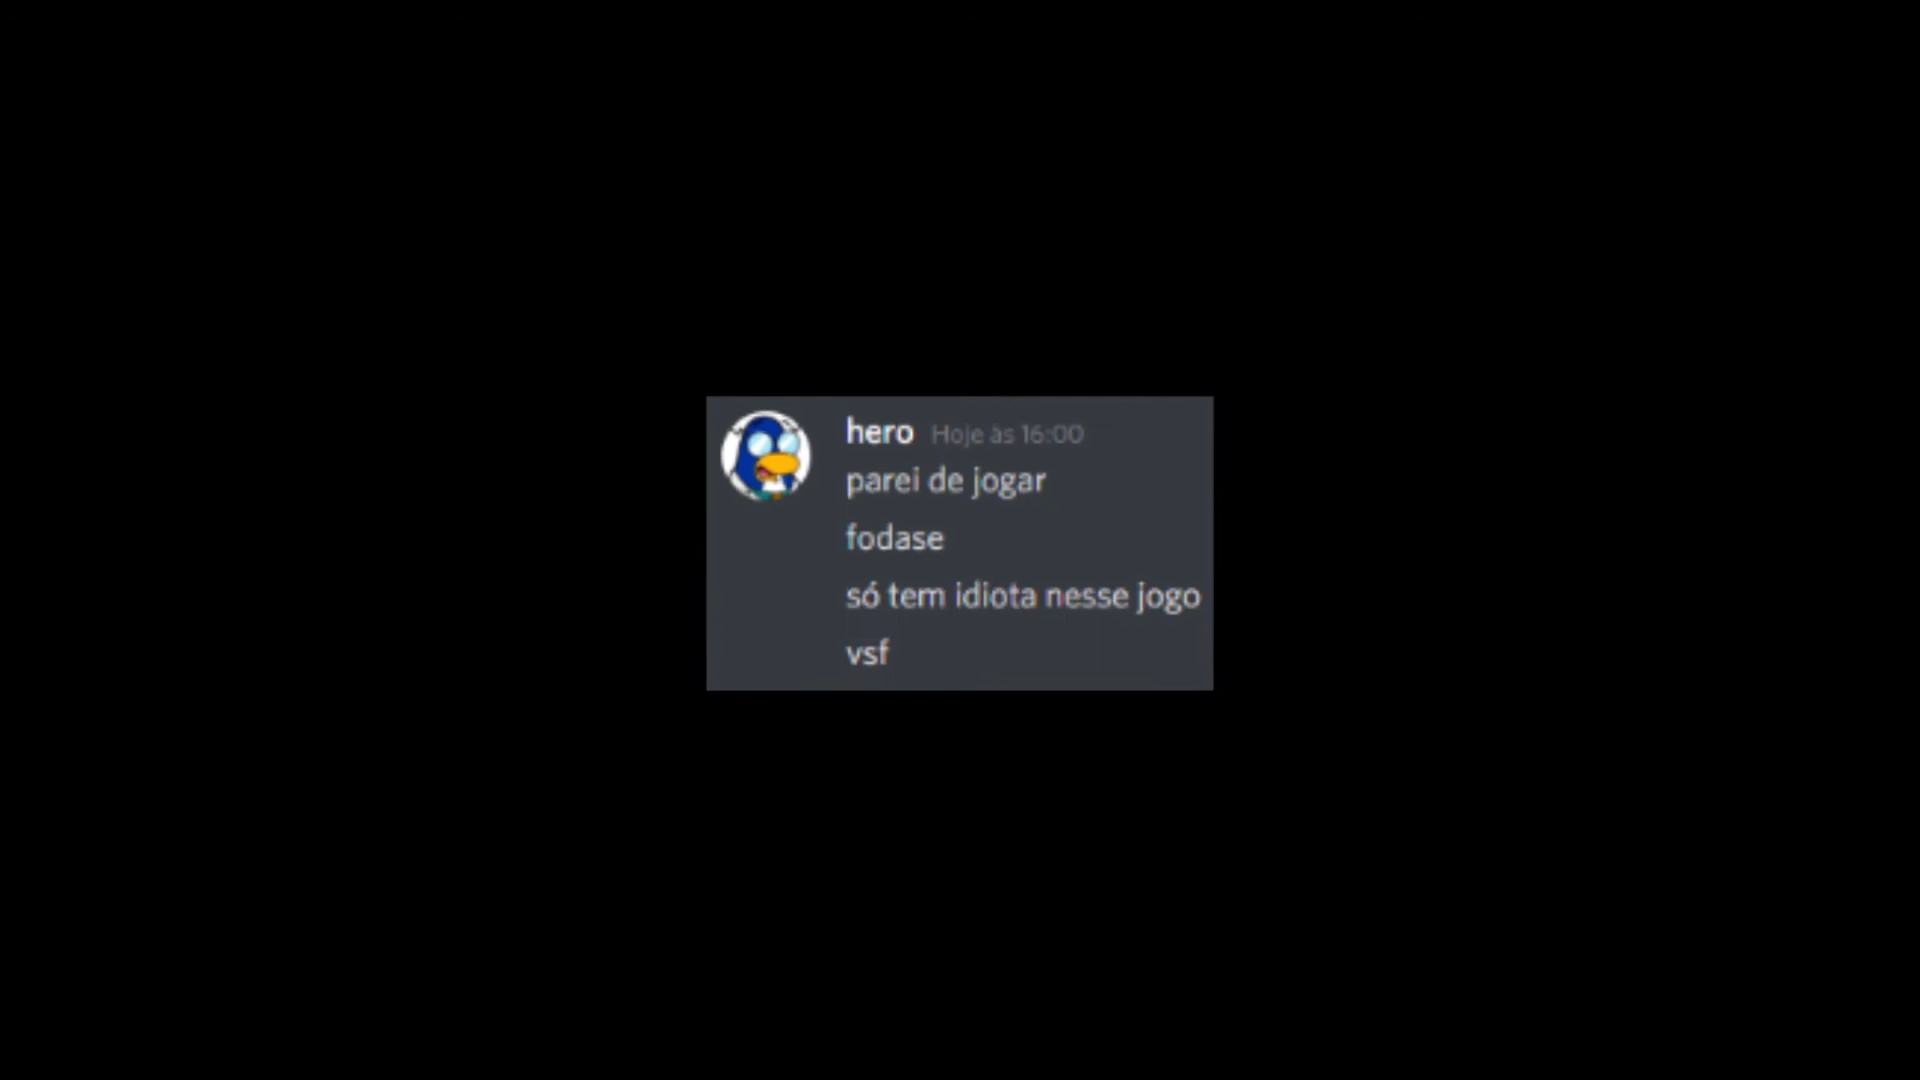 hero Hoje às 16:00
parei de jogar
fodase
só tem idiota nesse jogo
vsf